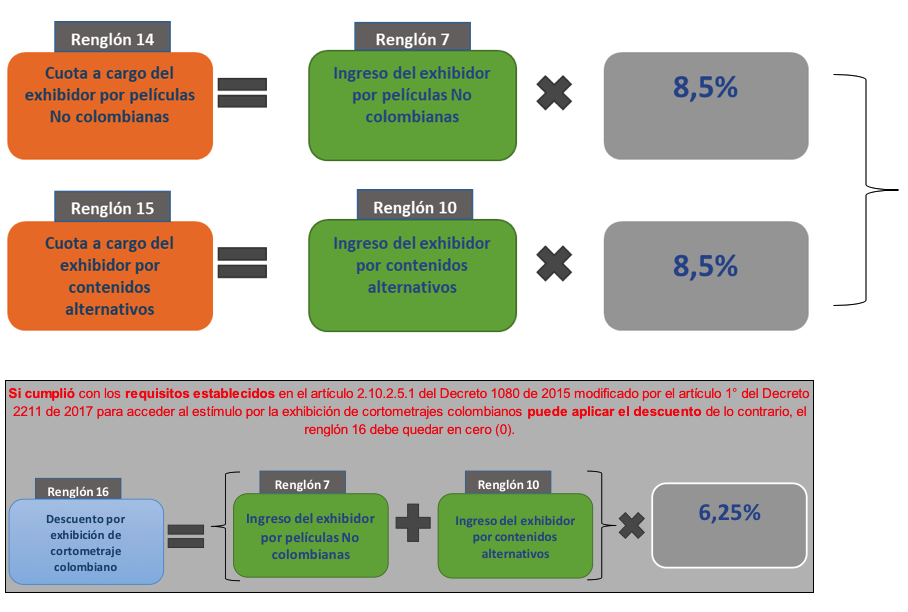 Renglón 14
Cuota a cargo del
exhibidor por películas
No colombianas
Renglón 7
Ingreso del exhibidor
por películas No
colombianas
8,5%
Renglón 15
Cuota a cargo del
exhibidor por
contenidos
alternativos
Renglón 10
Ingreso del exhibidor
por contenidos
alternativos
8,5%
Si cumplió con los requisitos establecidos en el artículo 2.10.2.5.1 del Decreto 1080 de 2015 modificado por el artículo 1° del Decreto
2211 de 2017 para acceder al estímulo por la exhibición de cortometrajes colombianos puede aplicar el descuento de lo contrario, el
renglón 16 debe quedar en cero (0).
Renglón 16
Descuento por
exhibición de
cortometraje
colombiano
Renglón 7
Ingreso del exhibidor
por películas No
colombianas
Renglón 10
Ingreso del exhibidor
por contenidos
alternativos
6,25%